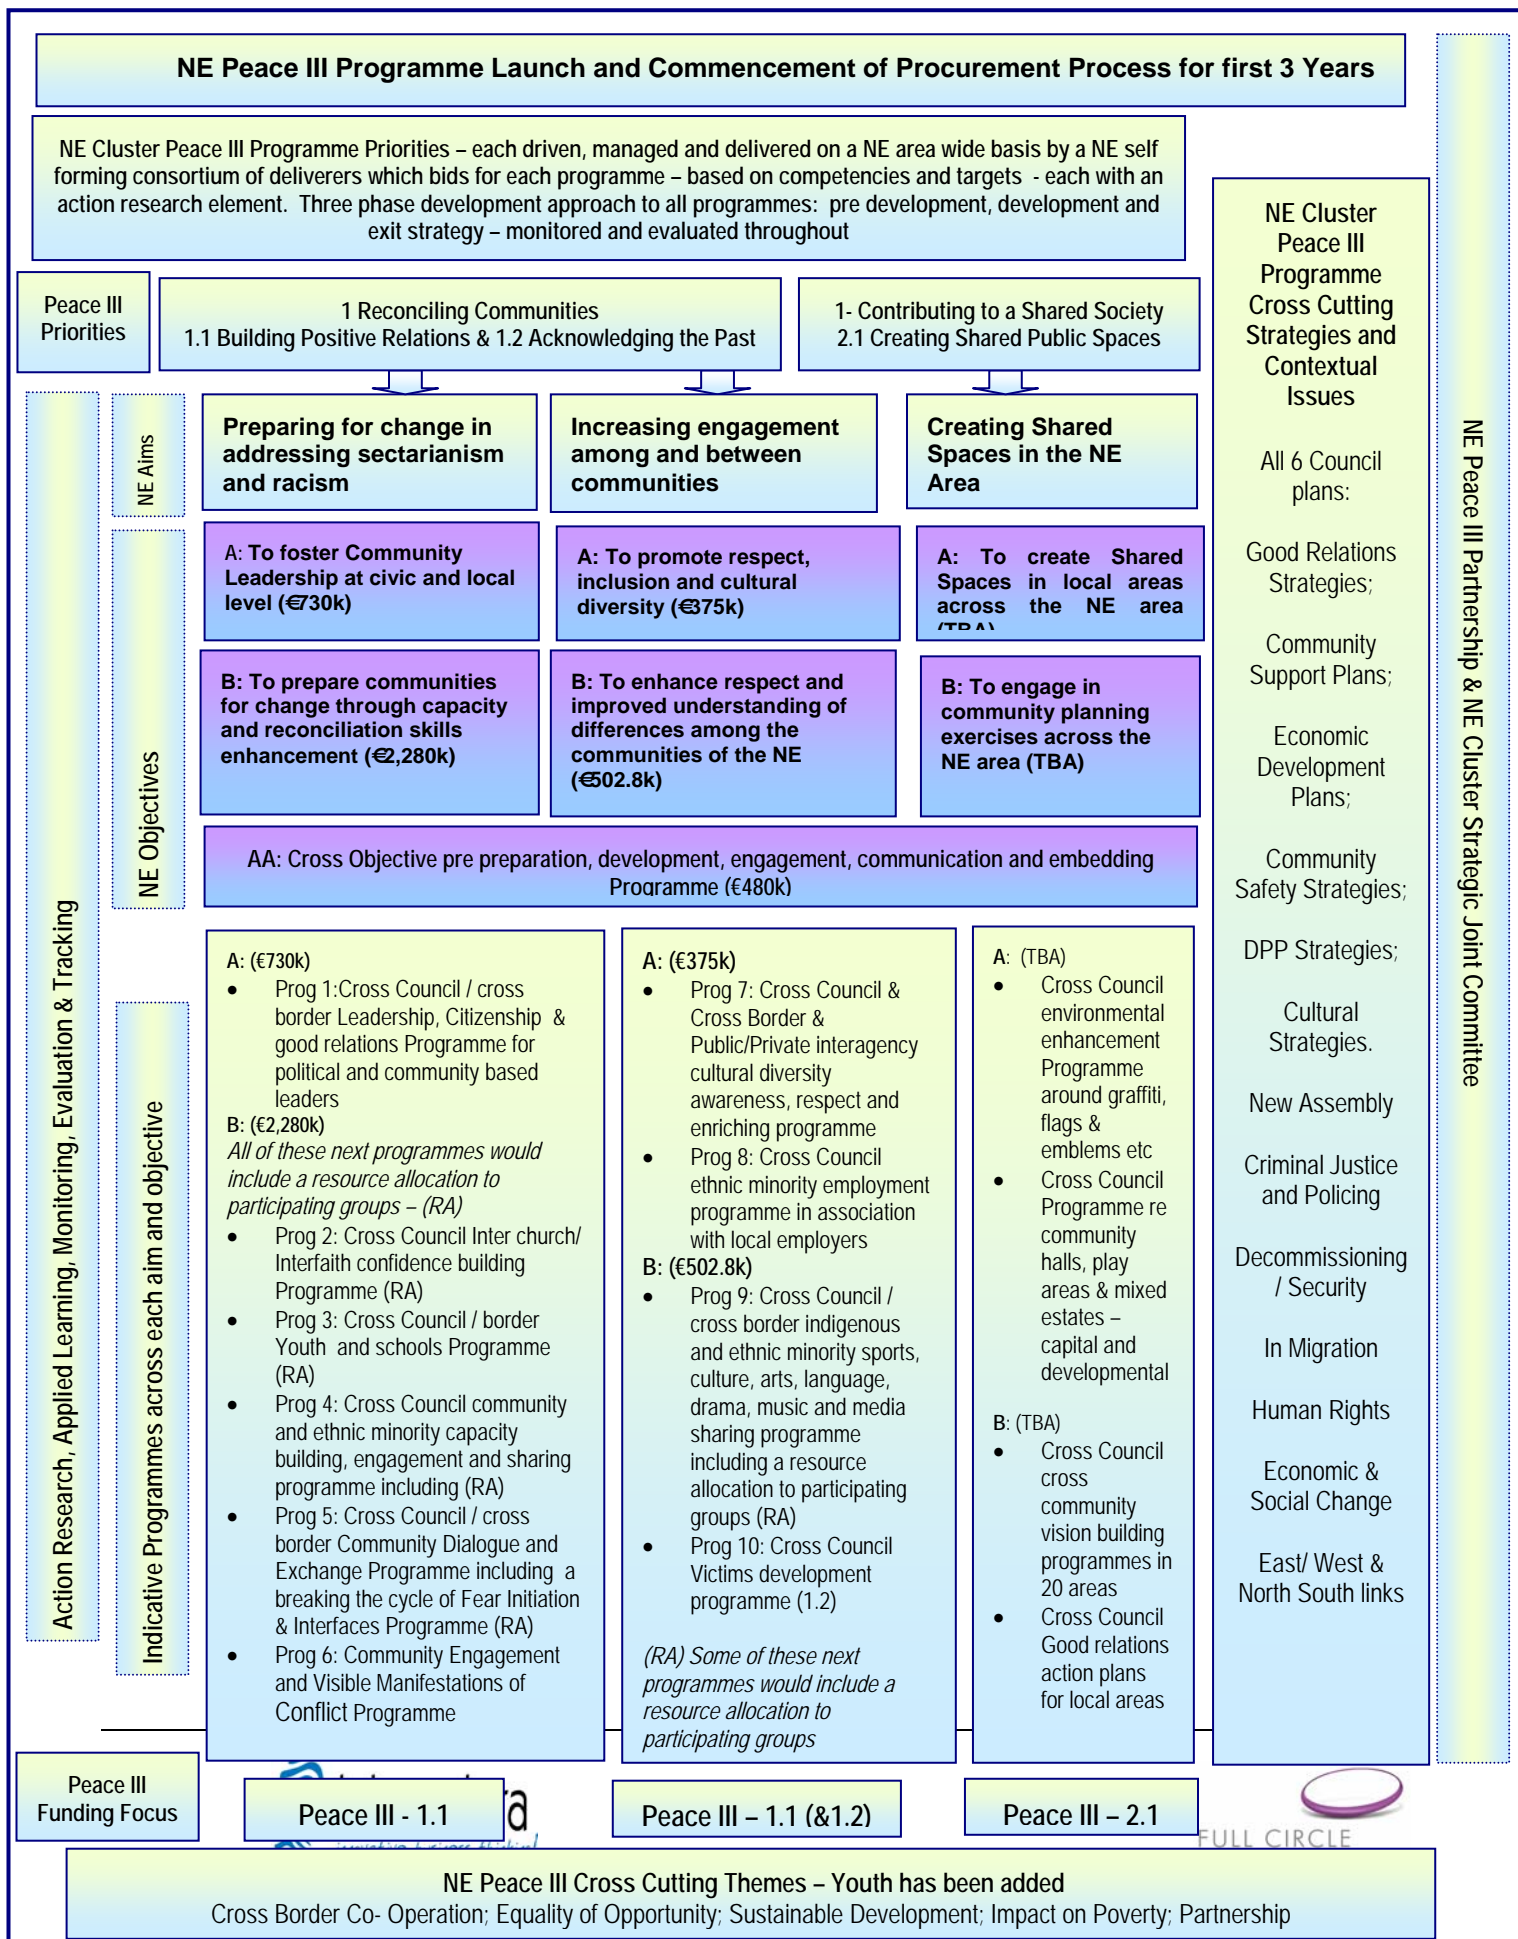 NE Peace III Programme Launch and Commencement of Procurement Process for first 3 Years
NE Cluster Peace III Programme Priorities – each driven, managed and delivered on a NE area wide basis by a NE self
forming consortium of deliverers which bids for each programme – based on competencies and targets - each with an
action research element. Three phase development approach to all programmes: pre development, development and
exit strategy – monitored and evaluated throughout
Peace III
Priorities
1 Reconciling Communities
1.1 Building Positive Relations & 1.2 Acknowledging the Past
1- Contributing to a Shared Society
2.1 Creating Shared Public Spaces
NE Aims
Preparing for change in
addressing sectarianism
and racism
Increasing engagement
among and between
communities
Creating Shared
Spaces in the NE
Area
NE Objectives
A: To foster Community
Leadership at civic and local
level (€730k)
A: To promote respect,
inclusion and cultural
diversity (€375k)
A: To create Shared
Spaces in local areas
across the NE area
(TBA)
B: To prepare communities
for change through capacity
and reconciliation skills
enhancement (€2,280k)
B: To enhance respect and
improved understanding of
differences among the
communities of the NE
(€502.8k)
B: To engage in
community planning
exercises across the
NE area (TBA)
AA: Cross Objective pre preparation, development, engagement, communication and embedding
Programme (€480k)
Action Research, Applied Learning, Monitoring, Evaluation & Tracking
Indicative Programmes across each aim and objective
A: (€730k)
• Prog 1:Cross Council / cross
border Leadership, Citizenship &
good relations Programme for
political and community based
leaders
B: (€2,280k)
All of these next programmes would
include a resource allocation to
participating groups – (RA)
• Prog 2: Cross Council Inter church/
Interfaith confidence building
Programme (RA)
• Prog 3: Cross Council / border
Youth and schools Programme
(RA)
• Prog 4: Cross Council community
and ethnic minority capacity
building, engagement and sharing
programme including (RA)
• Prog 5: Cross Council / cross
border Community Dialogue and
Exchange Programme including a
breaking the cycle of Fear Initiation
& Interfaces Programme (RA)
• Prog 6: Community Engagement
and Visible Manifestations of
Conflict Programme
A: (€375k)
• Prog 7: Cross Council &
Cross Border &
Public/Private interagency
cultural diversity
awareness, respect and
enriching programme
• Prog 8: Cross Council
ethnic minority employment
programme in association
with local employers
B: (€502.8k)
• Prog 9: Cross Council /
cross border indigenous
and ethnic minority sports,
culture, arts, language,
drama, music and media
sharing programme
including a resource
allocation to participating
groups (RA)
• Prog 10: Cross Council
Victims development
programme (1.2)
(RA) Some of these next
programmes would include a
resource allocation to
participating groups
A: (TBA)
• Cross Council
environmental
enhancement
Programme
around graffiti,
flags &
emblems etc
• Cross Council
Programme re
community
halls, play
areas & mixed
estates –
capital and
developmental
B: (TBA)
• Cross Council
cross
community
vision building
programmes in
20 areas
• Cross Council
Good relations
action plans
for local areas
NE Cluster
Peace III
Programme
Cross Cutting
Strategies and
Contextual
Issues
All 6 Council
plans:
Good Relations
Strategies;
Community
Support Plans;
Economic
Development
Plans;
Community
Safety Strategies;
DPP Strategies;
Cultural
Strategies.
New Assembly
Criminal Justice
and Policing
Decommissioning
/ Security
In Migration
Human Rights
Economic &
Social Change
East/ West &
North South links
NE Peace III Partnership & NE Cluster Strategic Joint Committee
Peace III
Funding Focus
Peace III - 1.1
Peace III – 1.1 (&1.2)
Peace III – 2.1
FULL CIRCLE
NE Peace III Cross Cutting Themes – Youth has been added
Cross Border Co- Operation; Equality of Opportunity; Sustainable Development; Impact on Poverty; Partnership